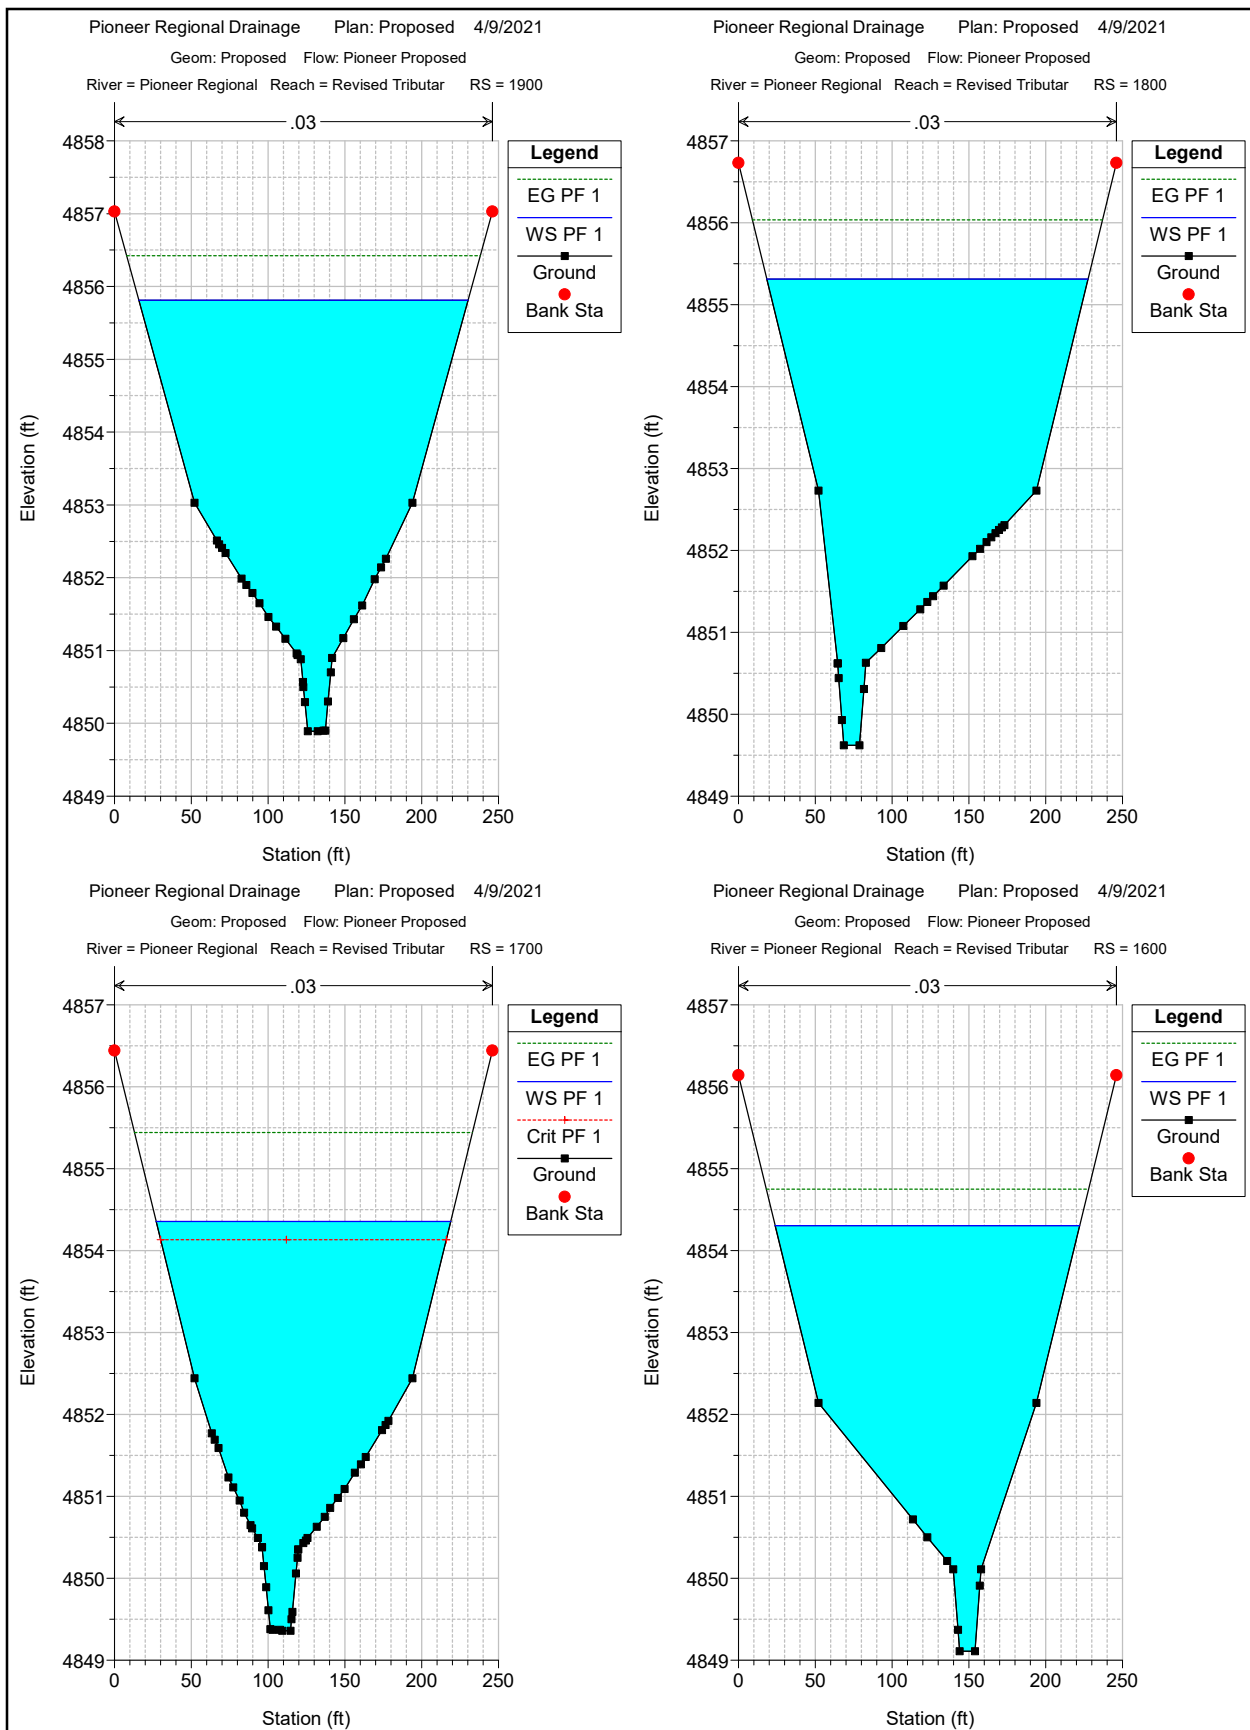 Pioneer Regional Drainage Plan: Proposed 4/9/2021
Geom: Proposed Flow: Pioneer Proposed
River = Pioneer Regional Reach = Revised Tributar RS = 1900
.03
4858
4857
4856
4855
4854
4853
4852
4851
4850
4849
Elevation (ft)
0 50 100 150 200 250
Station (ft)
Legend
EG PF 1
WS PF 1
Ground
Bank Sta
Pioneer Regional Drainage Plan: Proposed 4/9/2021
Geom: Proposed Flow: Pioneer Proposed
River = Pioneer Regional Reach = Revised Tributar RS = 1800
.03
4857
4856
4855
4854
4853
4852
4851
4850
4849
Elevation (ft)
0 50 100 150 200 250
Station (ft)
Legend
EG PF 1
WS PF 1
Ground
Bank Sta
Pioneer Regional Drainage Plan: Proposed 4/9/2021
Geom: Proposed Flow: Pioneer Proposed
River = Pioneer Regional Reach = Revised Tributar RS = 1700
.03
4857
4856
4855
4854
4853
4852
4851
4850
4849
Elevation (ft)
0 50 100 150 200 250
Station (ft)
Legend
EG PF 1
WS PF 1
Crit PF 1
Ground
Bank Sta
Pioneer Regional Drainage Plan: Proposed 4/9/2021
Geom: Proposed Flow: Pioneer Proposed
River = Pioneer Regional Reach = Revised Tributar RS = 1600
.03
4857
4856
4855
4854
4853
4852
4851
4850
4849
Elevation (ft)
0 50 100 150 200 250
Station (ft)
Legend
EG PF 1
WS PF 1
Ground
Bank Sta